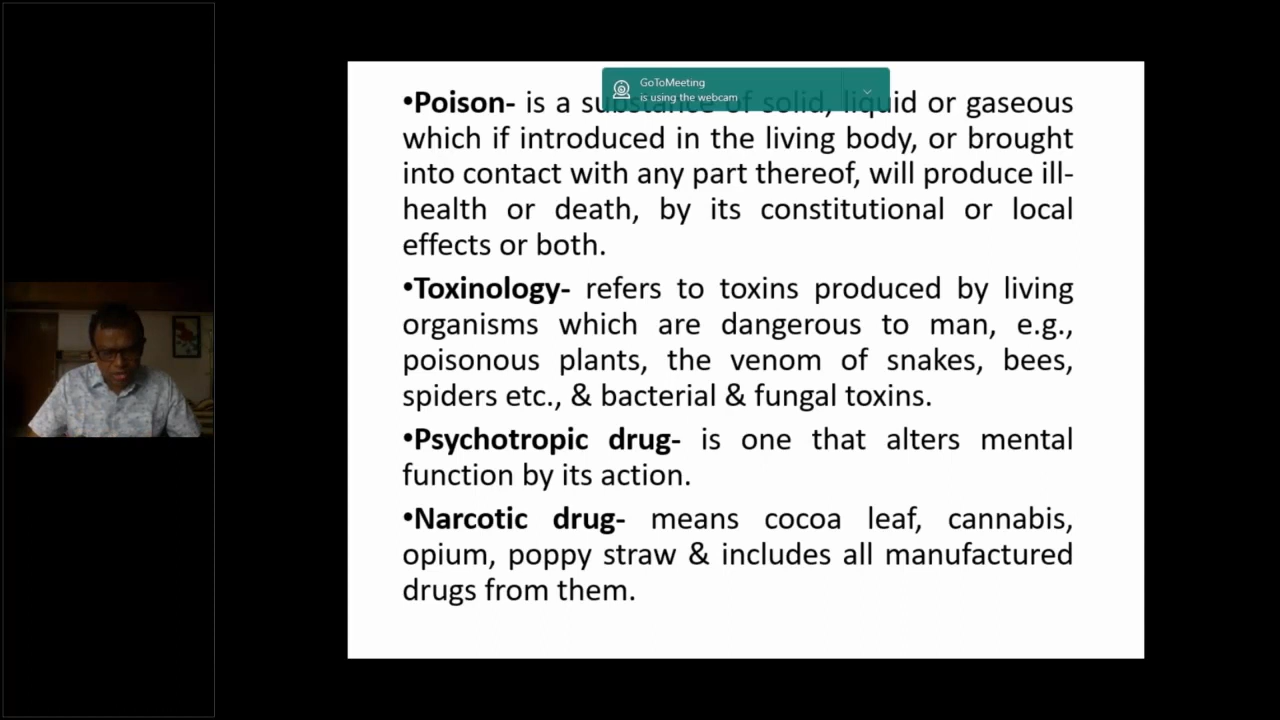 GoToMeeting
is using the webcam
•Poison- is a substance of solid, liquid or gaseous
which if introduced in the living body, or brought
into contact with any part thereof, will produce ill-
health or death, by its constitutional or local
effects or both.
•Toxinology- refers to toxins produced by living
organisms which are dangerous to man, e.g.,
poisonous plants, the venom of snakes, bees,
spiders etc., & bacterial & fungal toxins.
•Psychotropic drug- is one that alters mental
function by its action.
•Narcotic drug- means cocoa leaf, cannabis,
opium, poppy straw & includes all manufactured
drugs from them.